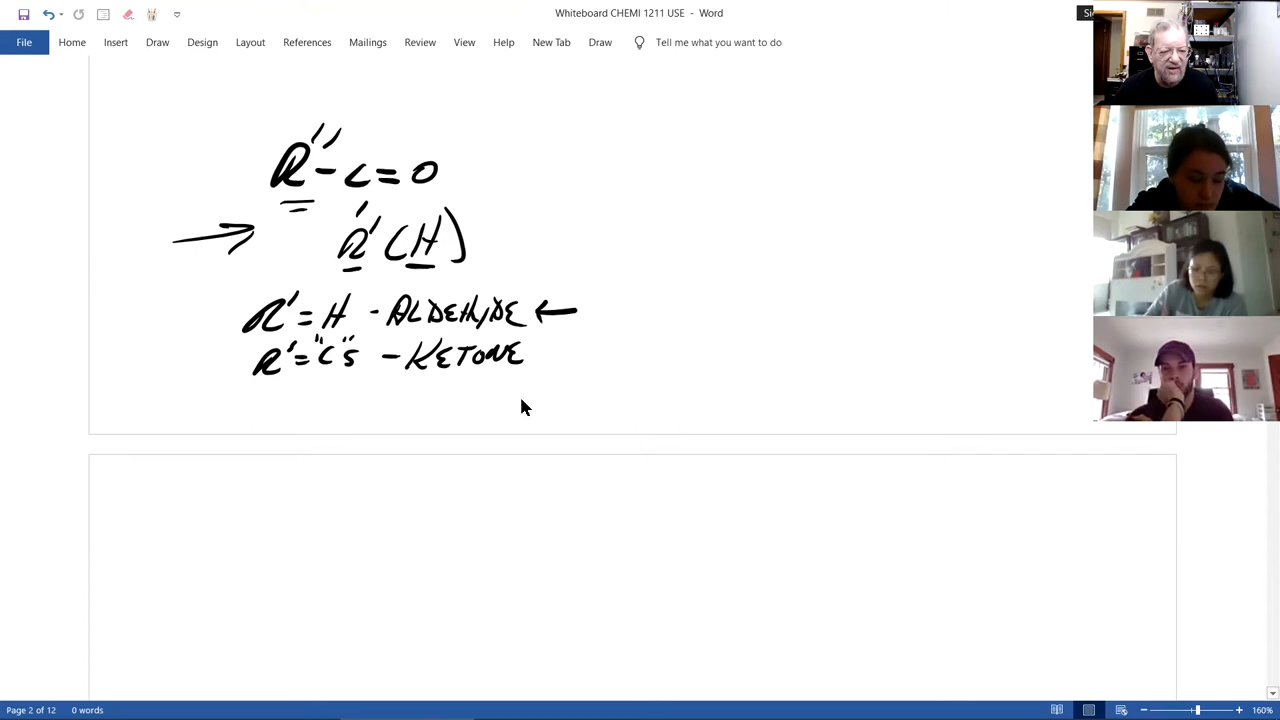 Whiteboard CHEMI 1211 USE - Word
File Home Insert Draw Design Layout References Mailings Review View Help New Tab Draw Tell me what you want to do
R''-C=O
R'(H)
R'=H - ALDEHYDE ←
R'="C"s - KETONE
Page 2 of 12 0 words 160%